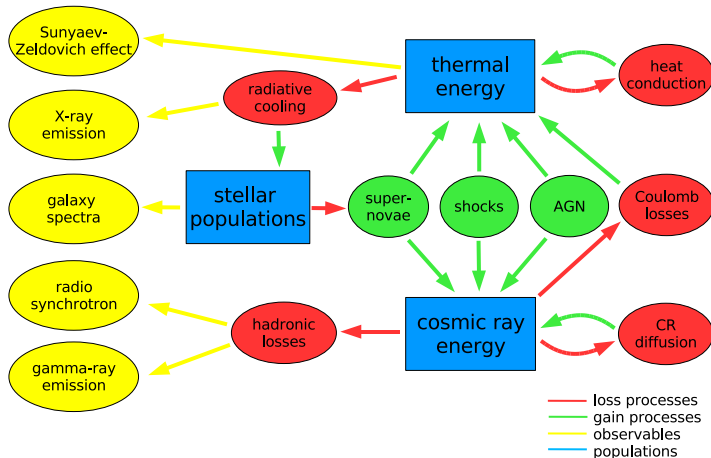 Sunyaev-
Zeldovich effect
thermal
energy
heat
conduction
radiative
cooling
X-ray
emission
stellar
populations
galaxy
spectra
super-
novae
shocks
AGN
Coulomb
losses
radio
synchrotron
hadronic
losses
cosmic ray
energy
CR
diffusion
gamma-ray
emission
loss processes
gain processes
observables
populations